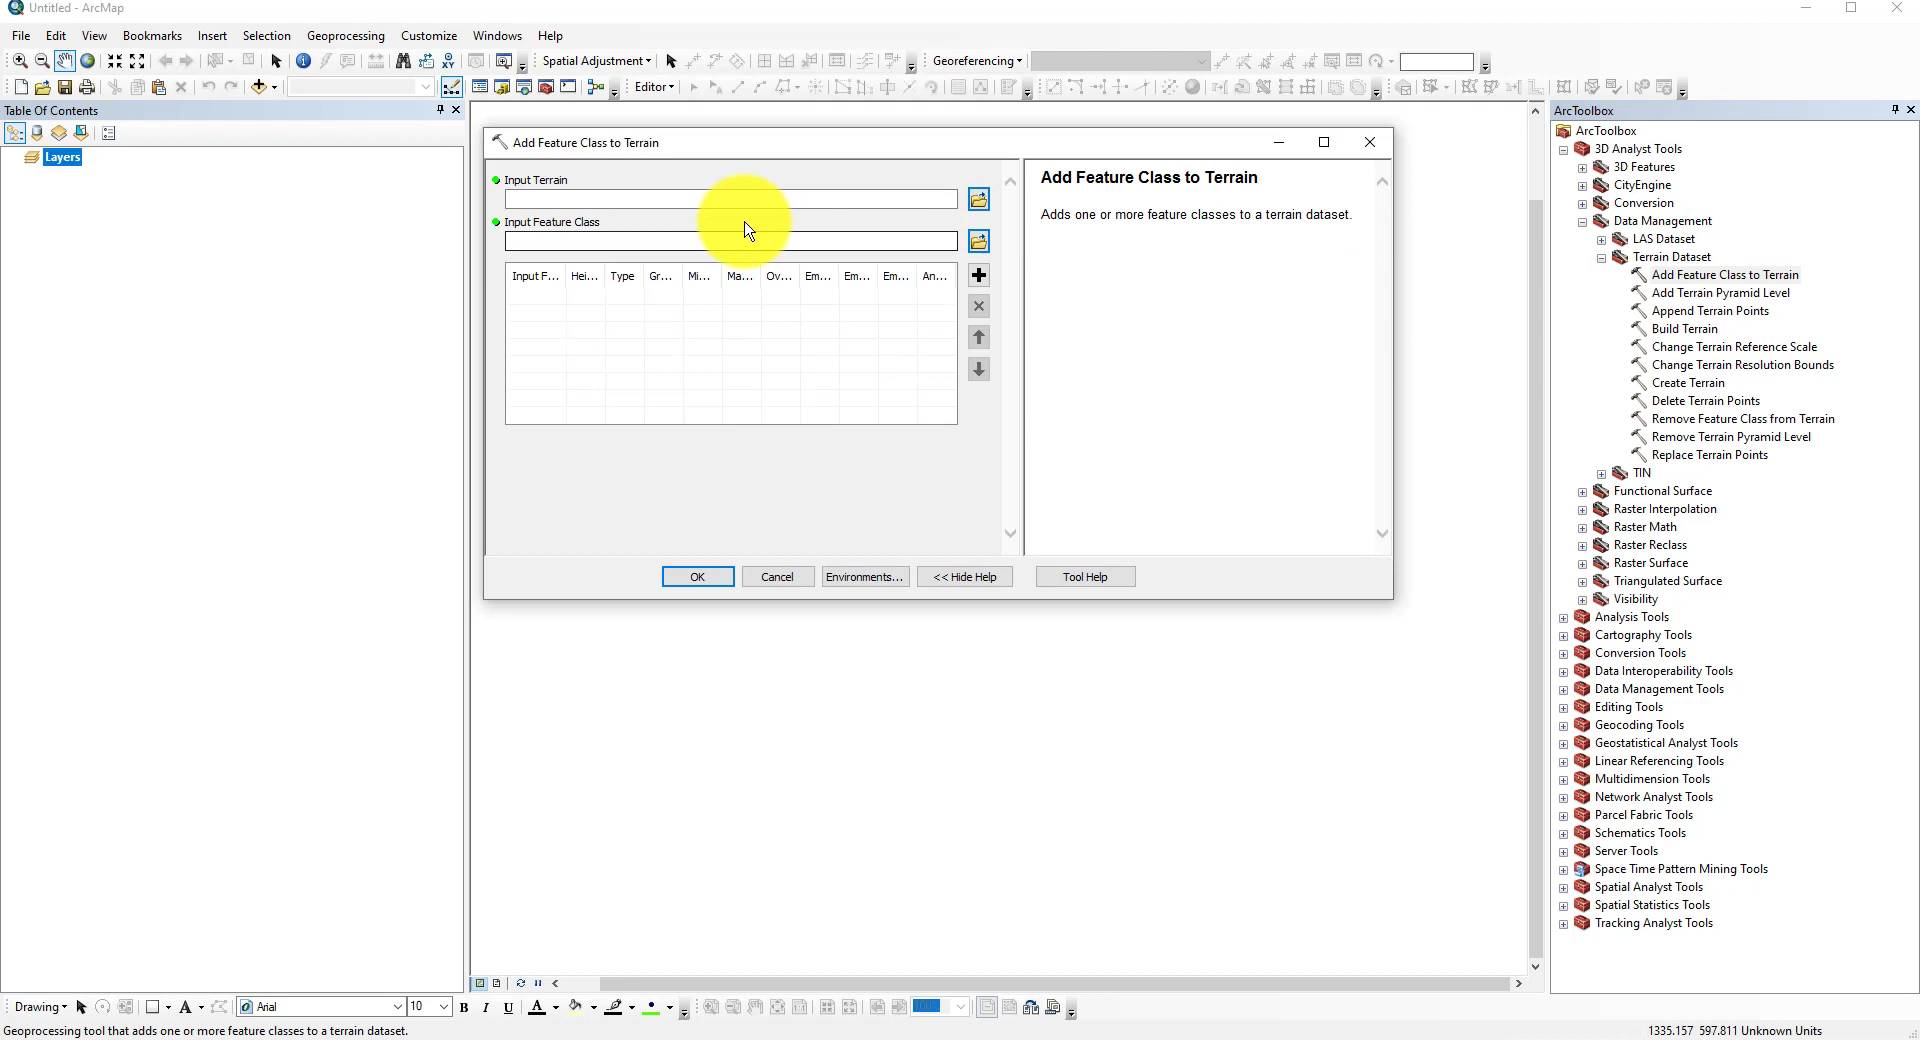 Untitled - ArcMap
File Edit View Bookmarks Insert Selection Geoprocessing Customize Windows Help
Spatial Adjustment Georeferencing
Editor
Table Of Contents
Layers
Add Feature Class to Terrain
Input Terrain
Input Feature Class
Input F... Hei... Type Gr... Mi... Ma... Ov... Em... Em... Em... An...
OK Cancel Environments... << Hide Help Tool Help
Add Feature Class to Terrain
Adds one or more feature classes to a terrain dataset.
ArcToolbox
ArcToolbox
3D Analyst Tools
3D Features
CityEngine
Conversion
Data Management
LAS Dataset
Terrain Dataset
Add Feature Class to Terrain
Add Terrain Pyramid Level
Append Terrain Points
Build Terrain
Change Terrain Reference Scale
Change Terrain Resolution Bounds
Create Terrain
Delete Terrain Points
Remove Feature Class from Terrain
Remove Terrain Pyramid Level
Replace Terrain Points
TIN
Functional Surface
Raster Interpolation
Raster Math
Raster Reclass
Raster Surface
Triangulated Surface
Visibility
Analysis Tools
Cartography Tools
Conversion Tools
Data Interoperability Tools
Data Management Tools
Editing Tools
Geocoding Tools
Geostatistical Analyst Tools
Linear Referencing Tools
Multidimension Tools
Network Analyst Tools
Parcel Fabric Tools
Schematics Tools
Server Tools
Space Time Pattern Mining Tools
Spatial Analyst Tools
Spatial Statistics Tools
Tracking Analyst Tools
Drawing A Arial 10 B I U A
Geoprocessing tool that adds one or more feature classes to a terrain dataset.
1335.157 597.811 Unknown Units